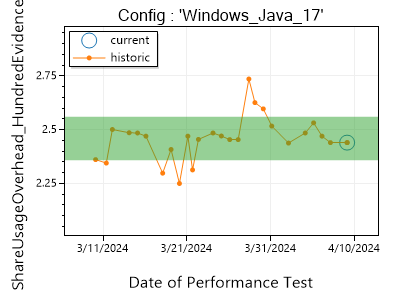 Config : 'Windows_Java_17'
current
historic
ShareUsageOverhead_HundredEvidence
2.75
2.5
2.25
3/11/2024
3/21/2024
3/31/2024
4/10/2024
Date of Performance Test